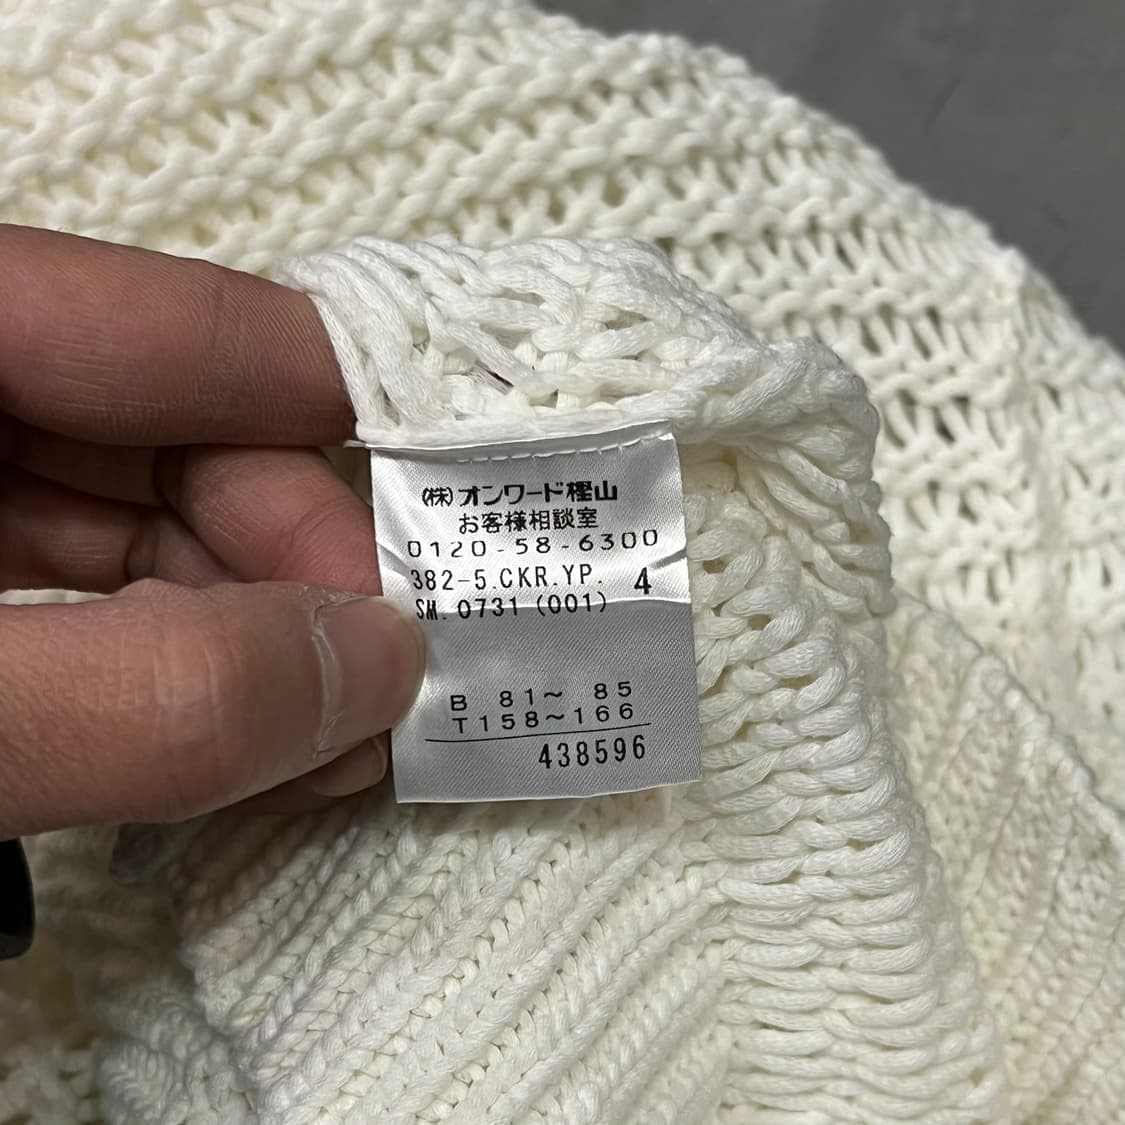 (株)オンワード樫山
お客様相談室
0120-58-6300
382-5.CKR.YP. 4
SM.0731 (001)
B 81~ 85
T158~166
438596